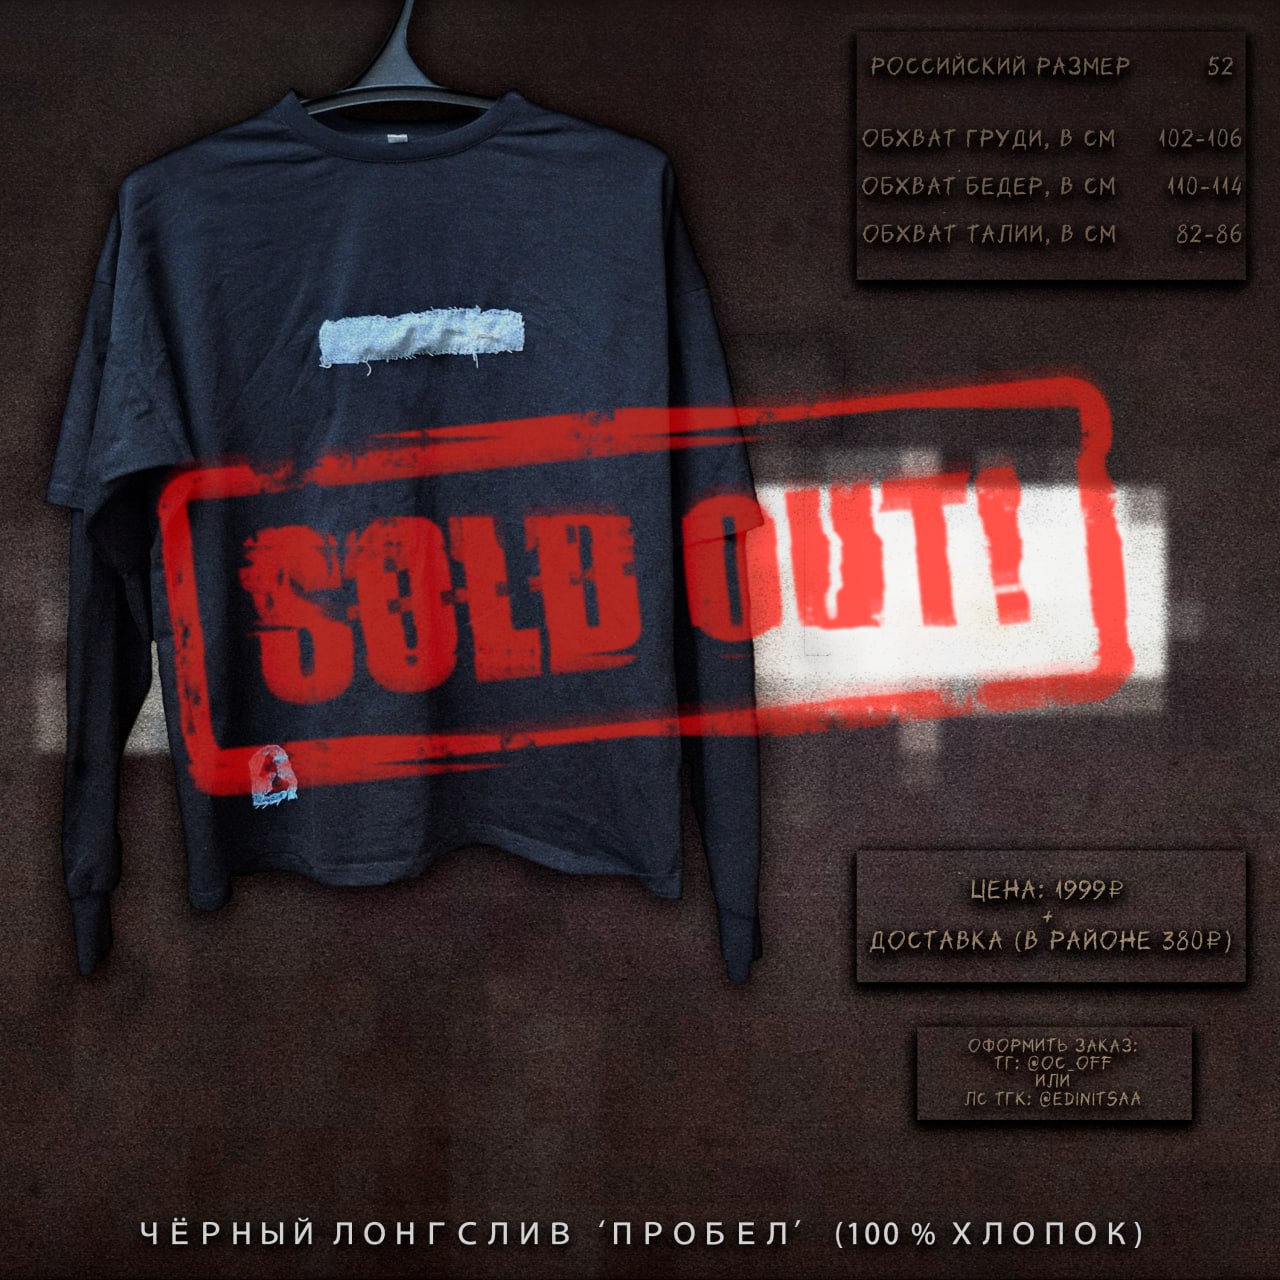 РОССИЙСКИЙ РАЗМЕР 52
ОБХВАТ ГРУДИ, В СМ 102-106
ОБХВАТ БЕДЕР, В СМ 110-114
ОБХВАТ ТАЛИИ, В СМ 82-86
SOLD OUT!
ЦЕНА: 1999₽
+
ДОСТАВКА (В РАЙОНЕ 380₽)
ОФОРМИТЬ ЗАКАЗ:
ТГ: @OC_OFF
ИЛИ
ЛС ТГК: @EDINITSAA
ЧЁРНЫЙ ЛОНГСЛИВ ‘ПРОБЕЛ’ (100 % ХЛОПОК)